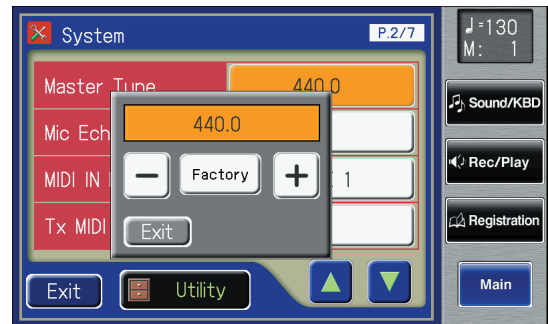 System
P.2/7
Master Tune
440.0
Mic Ech
MIDI IN
1
Tx MIDI
440.0
−
Factory
+
Exit
Exit
Utility
♩=130
M: 1
Sound/KBD
Rec/Play
Registration
Main